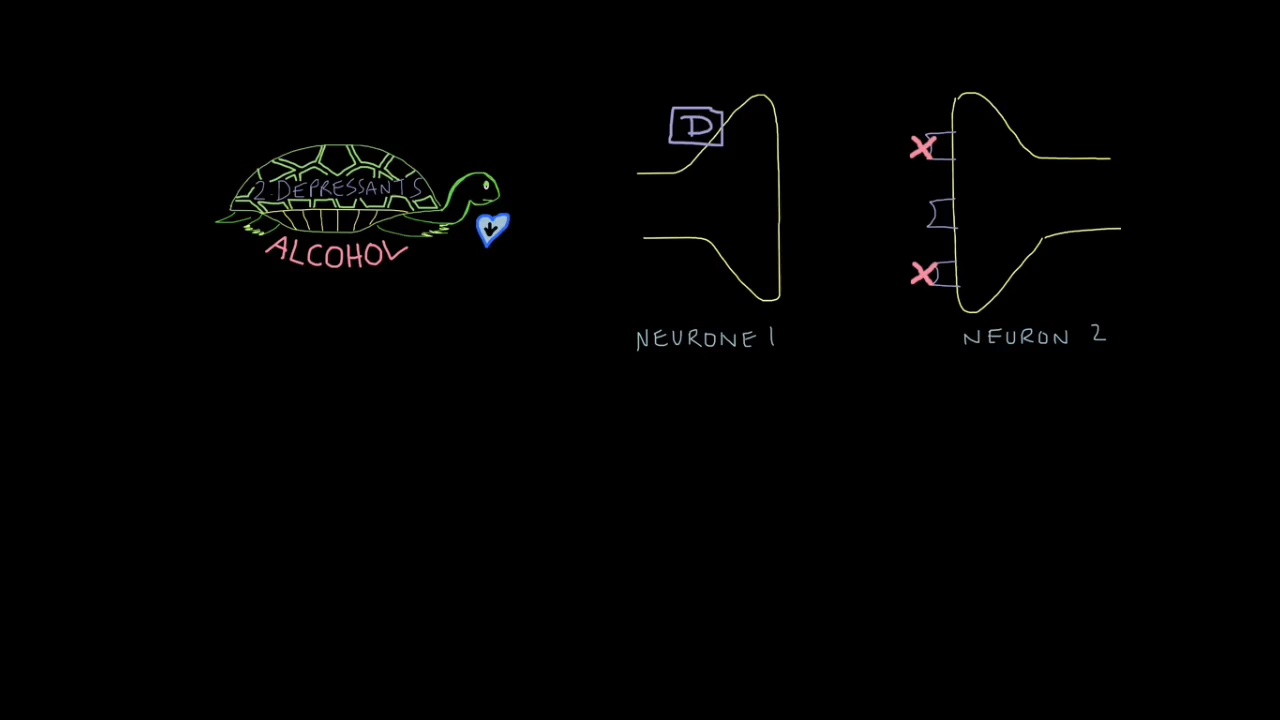 2. DEPRESSANTS
ALCOHOL
D
X
X
NEURONE 1
NEURON 2